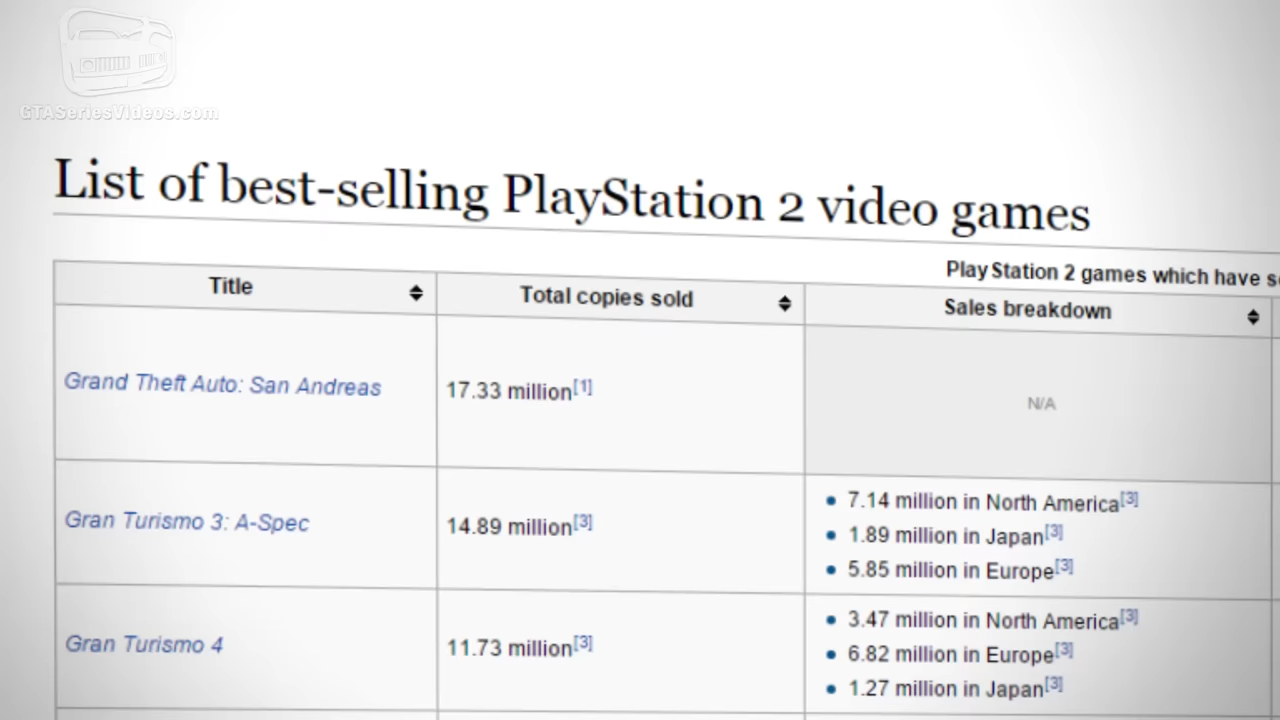 GTASeriesVideos.com
List of best-selling PlayStation 2 video games
PlayStation 2 games which have s
Title
Total copies sold
Sales breakdown
Grand Theft Auto: San Andreas
17.33 million[1]
N/A
Gran Turismo 3: A-Spec
14.89 million[3]
7.14 million in North America[3]
1.89 million in Japan[3]
5.85 million in Europe[3]
Gran Turismo 4
11.73 million[3]
3.47 million in North America[3]
6.82 million in Europe[3]
1.27 million in Japan[3]